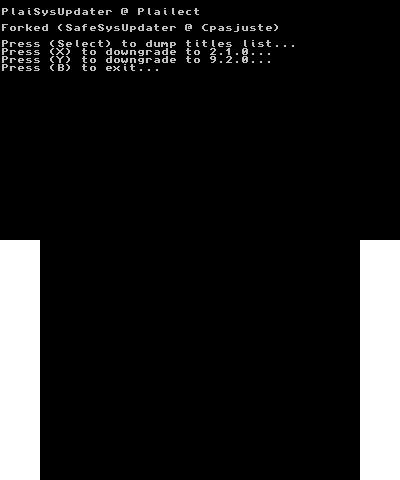 PlaiSysUpdater @ Plailect
Forked (SafeSysUpdater @ Cpasjuste)
Press (Select) to dump titles list...
Press (X) to downgrade to 2.1.0...
Press (Y) to downgrade to 9.2.0...
Press (B) to exit...